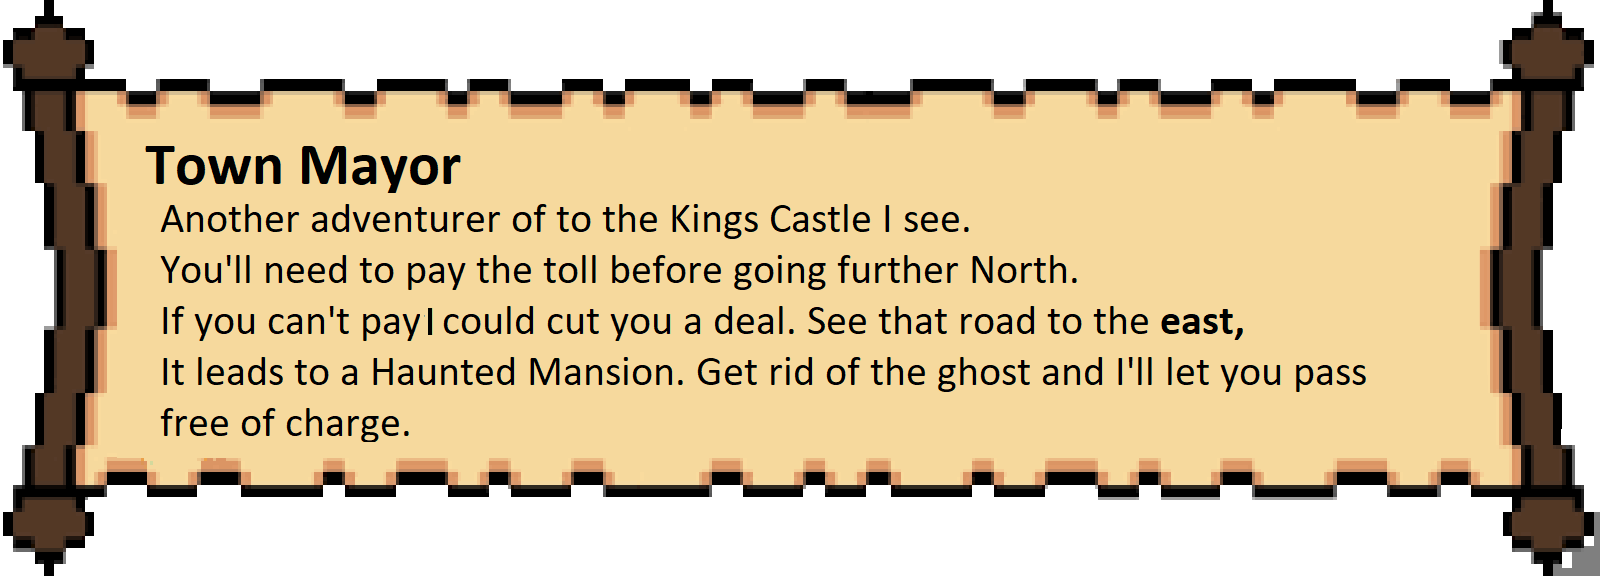 Town Mayor
Another adventurer of to the Kings Castle I see.
You'll need to pay the toll before going further North.
If you can't pay I could cut you a deal. See that road to the east,
It leads to a Haunted Mansion. Get rid of the ghost and I'll let you pass
free of charge.